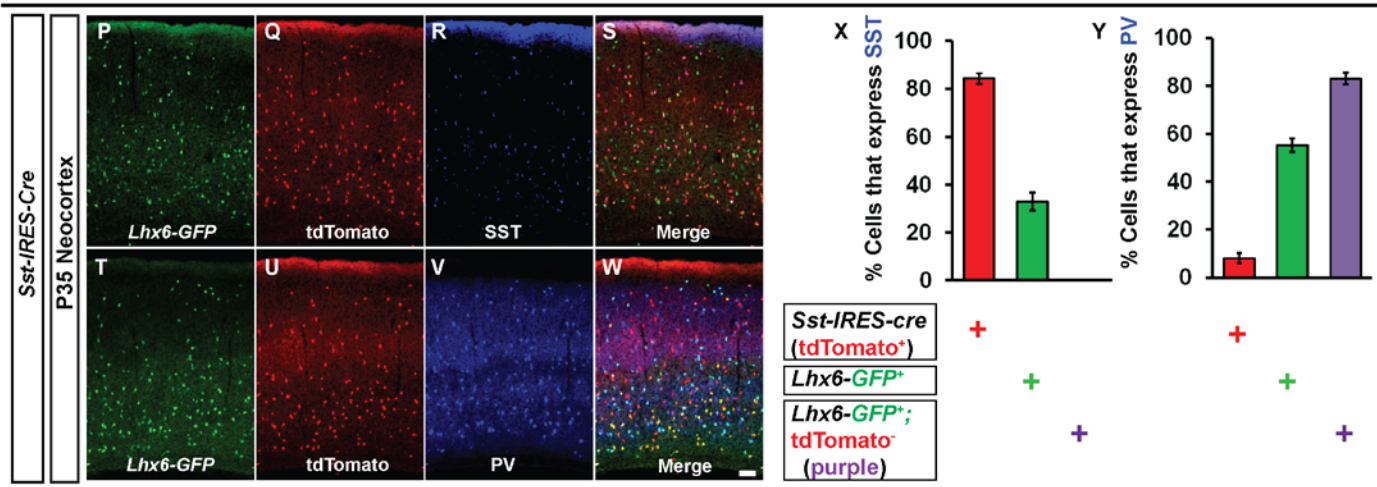 Sst-IRES-Cre
P35 Neocortex
P
Q
R
S
Lhx6-GFP
tdTomato
SST
Merge
T
U
V
W
Lhx6-GFP
tdTomato
PV
Merge
X
% Cells that express SST
100
80
60
40
20
0
Y
% Cells that express PV
100
80
60
40
20
0
Sst-IRES-cre
(tdTomato⁺)
+
+
Lhx6-GFP⁺
+
+
Lhx6-GFP⁺;
tdTomato⁻
(purple)
+
+